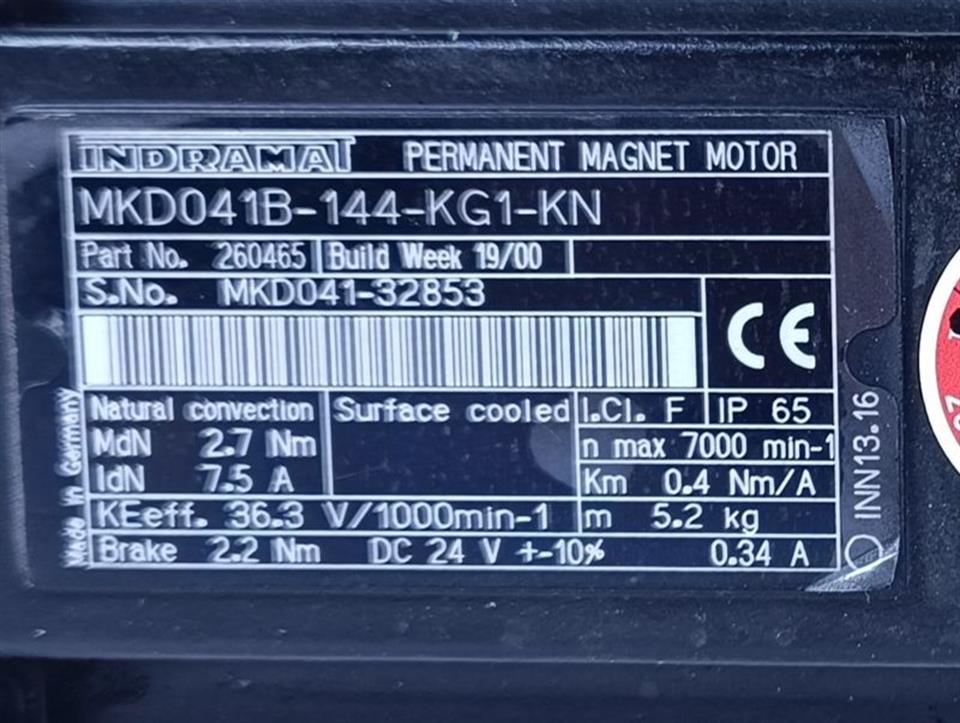 INDRAMAT PERMANENT MAGNET MOTOR
MKD041B-144-KG1-KN
Part No. 260465 Build Week 19/00
S.No. MKD041-32853
CE
Natural convection Surface cooled I.Cl. F IP 65
MdN 2.7 Nm n max 7000 min-1
IdN 7.5 A Km 0.4 Nm/A
KEeff. 36.3 V/1000min-1 m 5.2 kg
Brake 2.2 Nm DC 24 V +-10% 0.34 A
Made in Germany
INN13.16